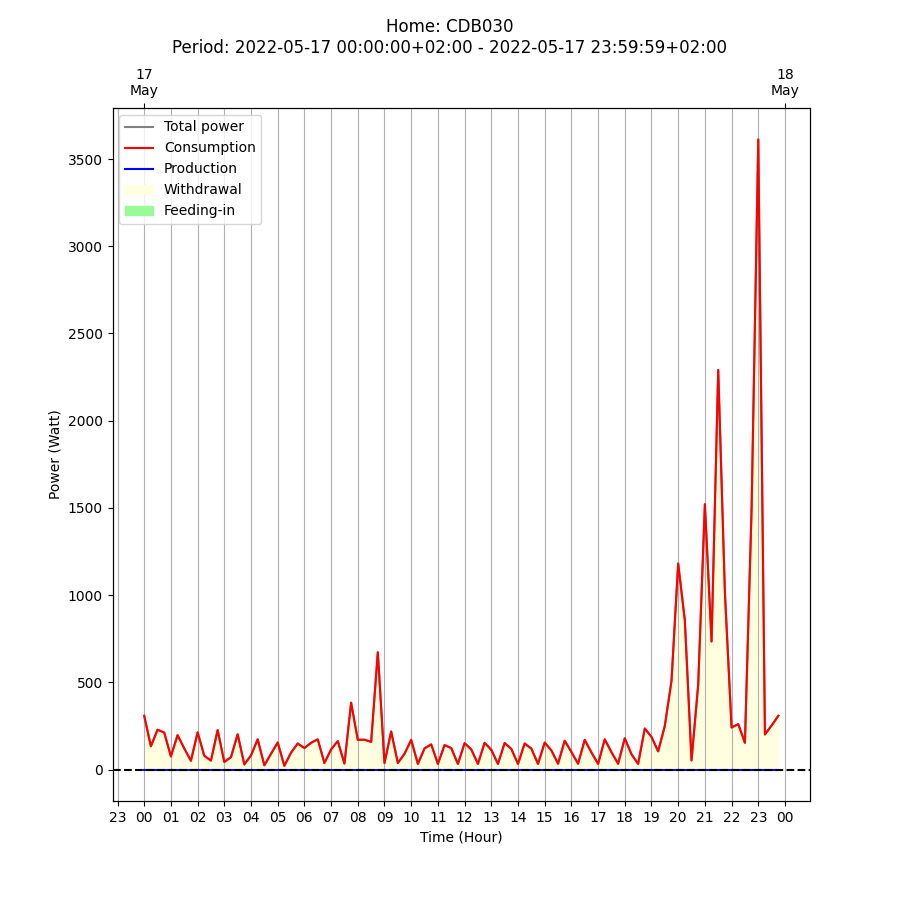 Home: CDB030
Period: 2022-05-17 00:00:00+02:00 - 2022-05-17 23:59:59+02:00
17 18
May May
Total power
Consumption
Production
Withdrawal
Feeding-in
3500
3000
2500
2000
1500
1000
500
0
Power (Watt)
23 00 01 02 03 04 05 06 07 08 09 10 11 12 13 14 15 16 17 18 19 20 21 22 23 00
Time (Hour)